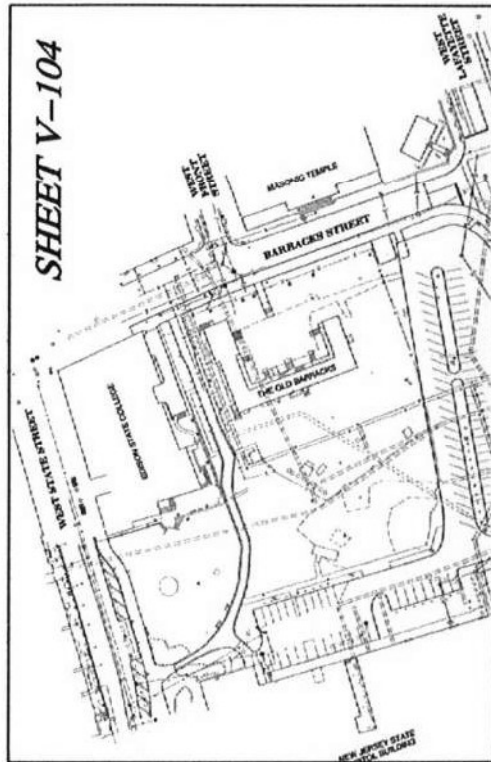 SHEET V-104
WEST
LAFAYETTE
STREET
WEST
FRONT
STREET
MASONIC TEMPLE
BARRACKS STREET
THE OLD BARRACKS
EDISON STATE COLLEGE
WEST STATE STREET
NEW JERSEY STATE
ITOL BUILDING